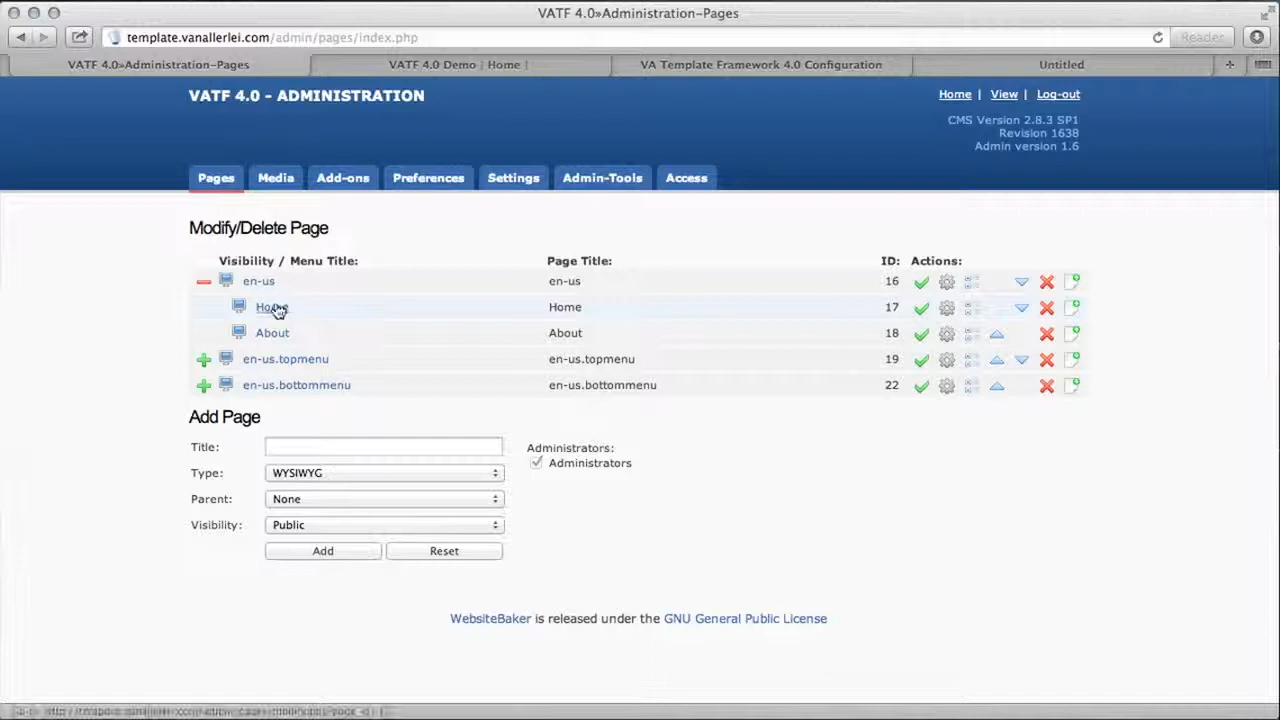 VATF 4.0»Administration-Pages
template.vanallerlei.com/admin/pages/index.php
Reader
VATF 4.0»Administration-Pages
VATF 4.0 Demo | Home |
VA Template Framework 4.0 Configuration
Untitled
VATF 4.0 - ADMINISTRATION
Home | View | Log-out
CMS Version 2.8.3 SP1
Revision 1638
Admin version 1.6
Pages Media Add-ons Preferences Settings Admin-Tools Access
Modify/Delete Page
Visibility / Menu Title: Page Title: ID: Actions:
en-us en-us 16
Home Home 17
About About 18
en-us.topmenu en-us.topmenu 19
en-us.bottommenu en-us.bottommenu 22
Add Page
Title:
Administrators:
Administrators
Type: WYSIWYG
Parent: None
Visibility: Public
Add Reset
WebsiteBaker is released under the GNU General Public License